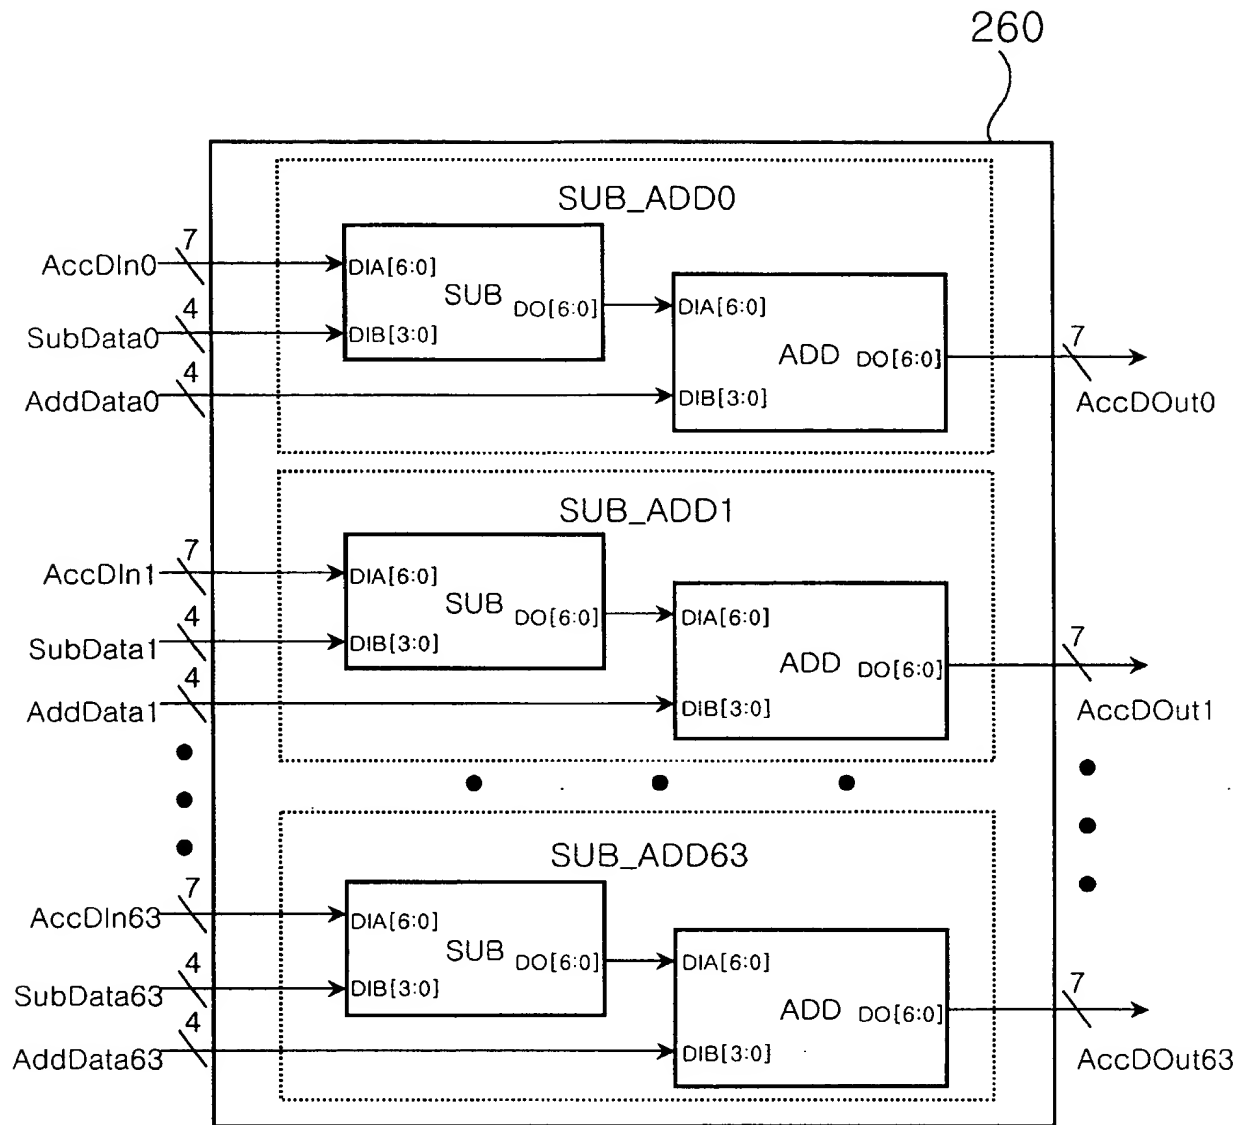 260
SUB_ADD0
AccDIn0
7
DIA[6:0]
SUB
DO[6:0]
SubData0
4
DIB[3:0]
AddData0
4
DIA[6:0]
ADD
DO[6:0]
DIB[3:0]
7
AccDOut0
SUB_ADD1
AccDIn1
7
DIA[6:0]
SUB
DO[6:0]
SubData1
4
DIB[3:0]
AddData1
4
DIA[6:0]
ADD
DO[6:0]
DIB[3:0]
7
AccDOut1
SUB_ADD63
AccDIn63
7
DIA[6:0]
SUB
DO[6:0]
SubData63
4
DIB[3:0]
AddData63
4
DIA[6:0]
ADD
DO[6:0]
DIB[3:0]
7
AccDOut63